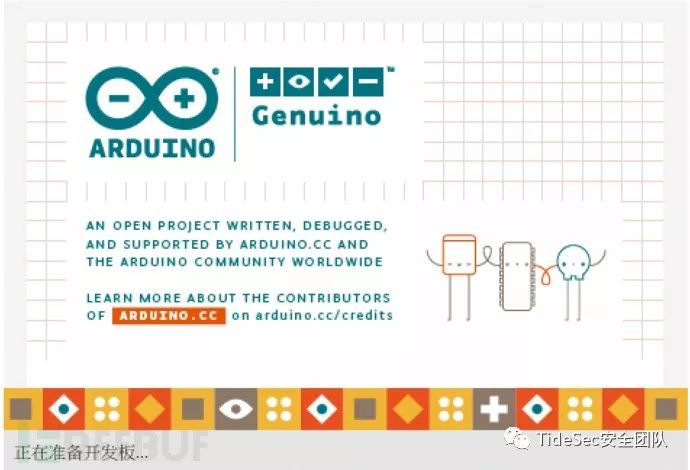 ARDUINO
™
Genuino
AN OPEN PROJECT WRITTEN, DEBUGGED,
AND SUPPORTED BY ARDUINO.CC AND
THE ARDUINO COMMUNITY WORLDWIDE
LEARN MORE ABOUT THE CONTRIBUTORS
OF ARDUINO.CC on arduino.cc/credits
TideSec安全团队
正在准备开发板...